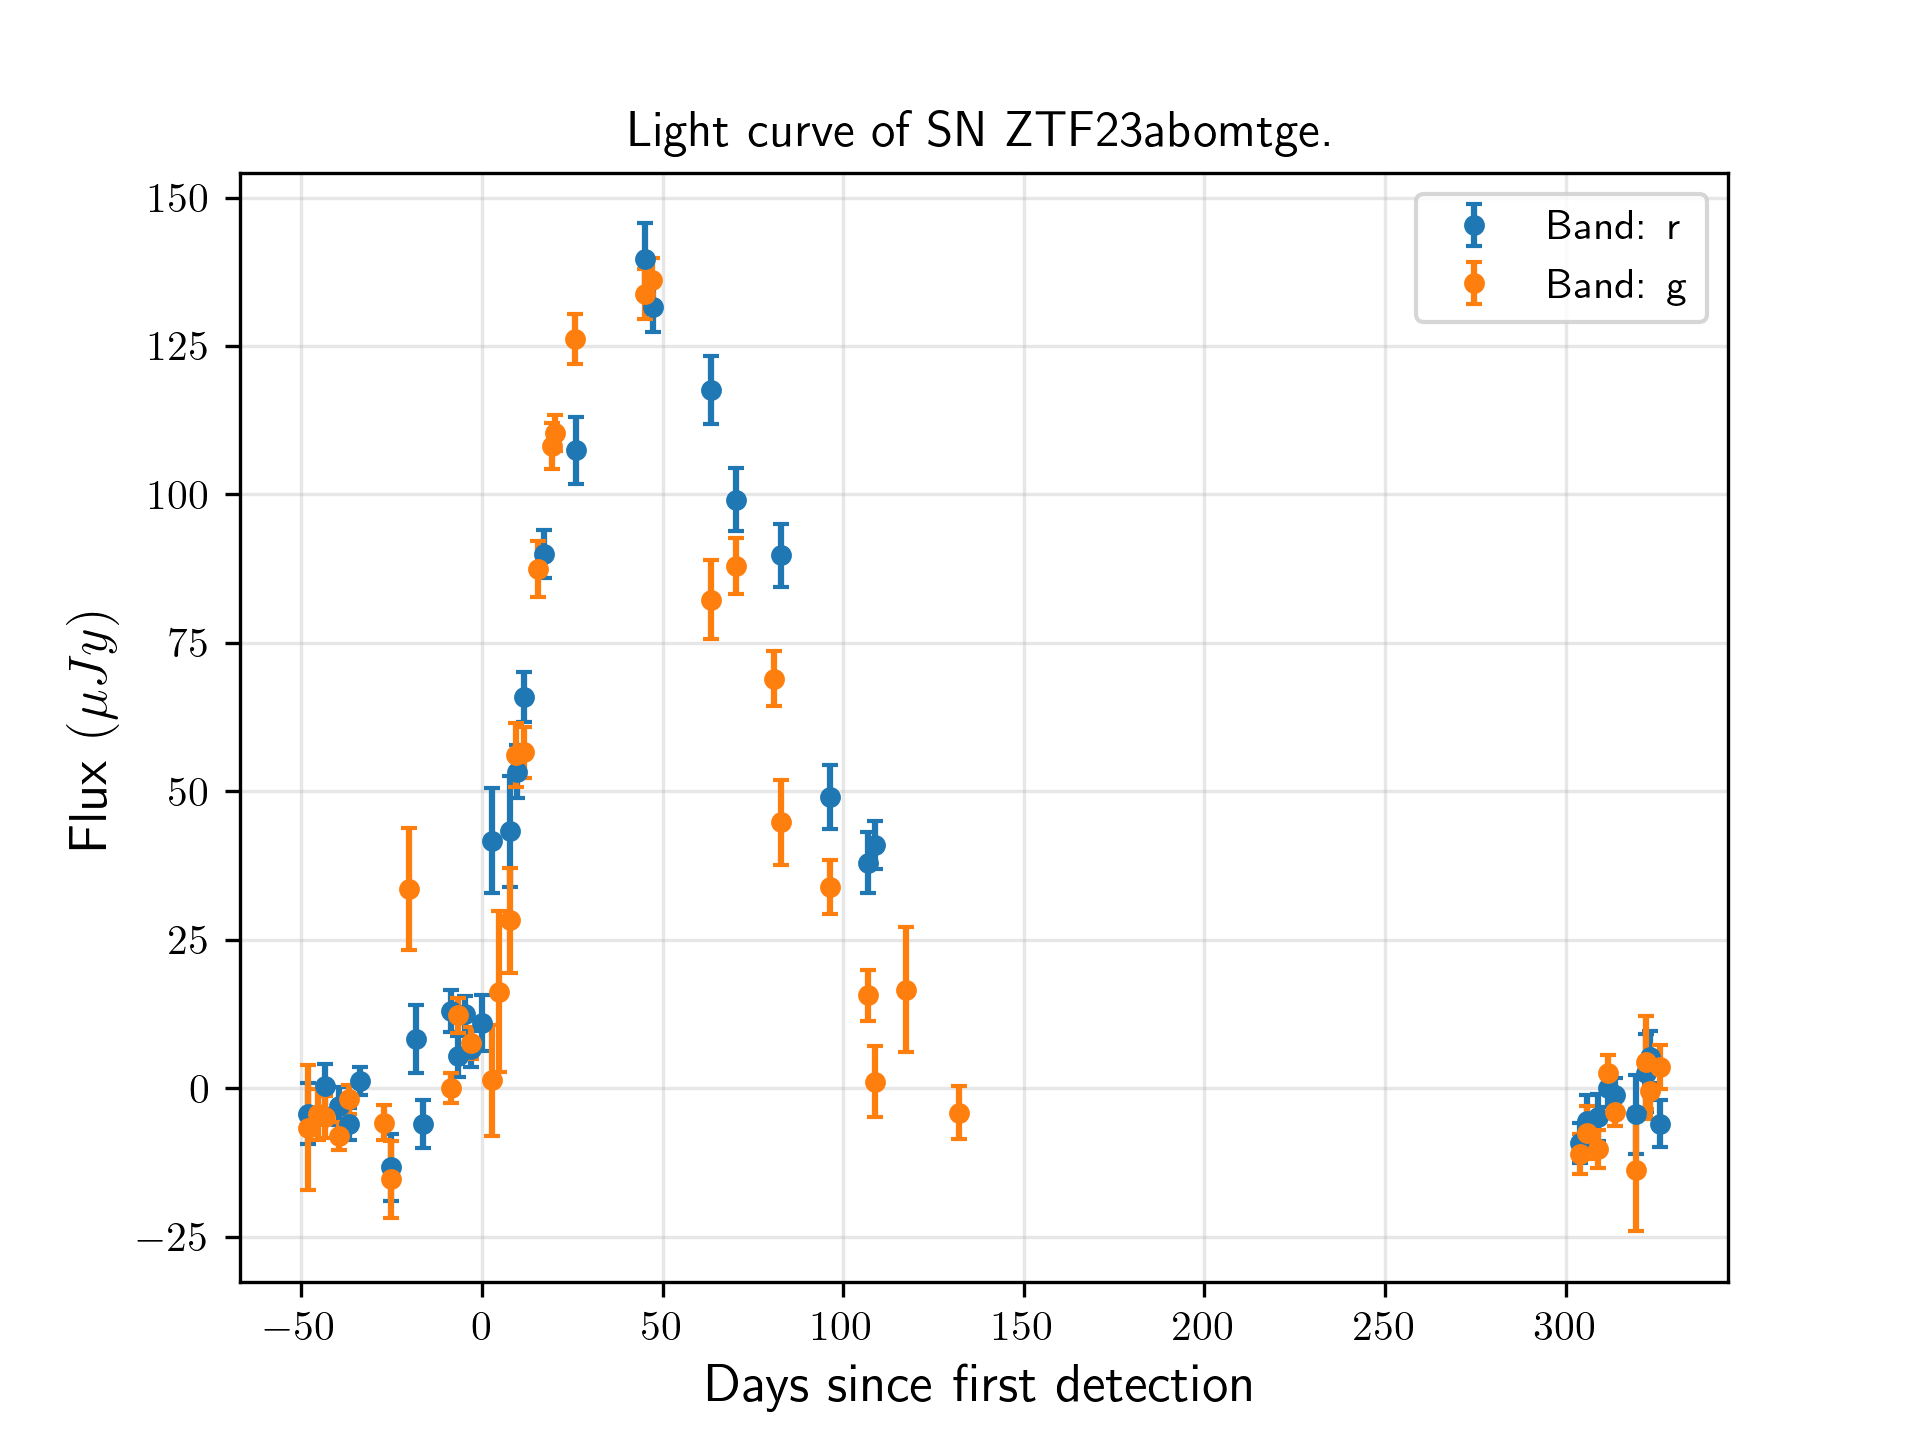 Light curve of SN ZTF23abomtge.
150
125
100
75
50
25
0
−25
Flux (μJy)
Band: r
Band: g
−50 0 50 100 150 200 250 300
Days since first detection